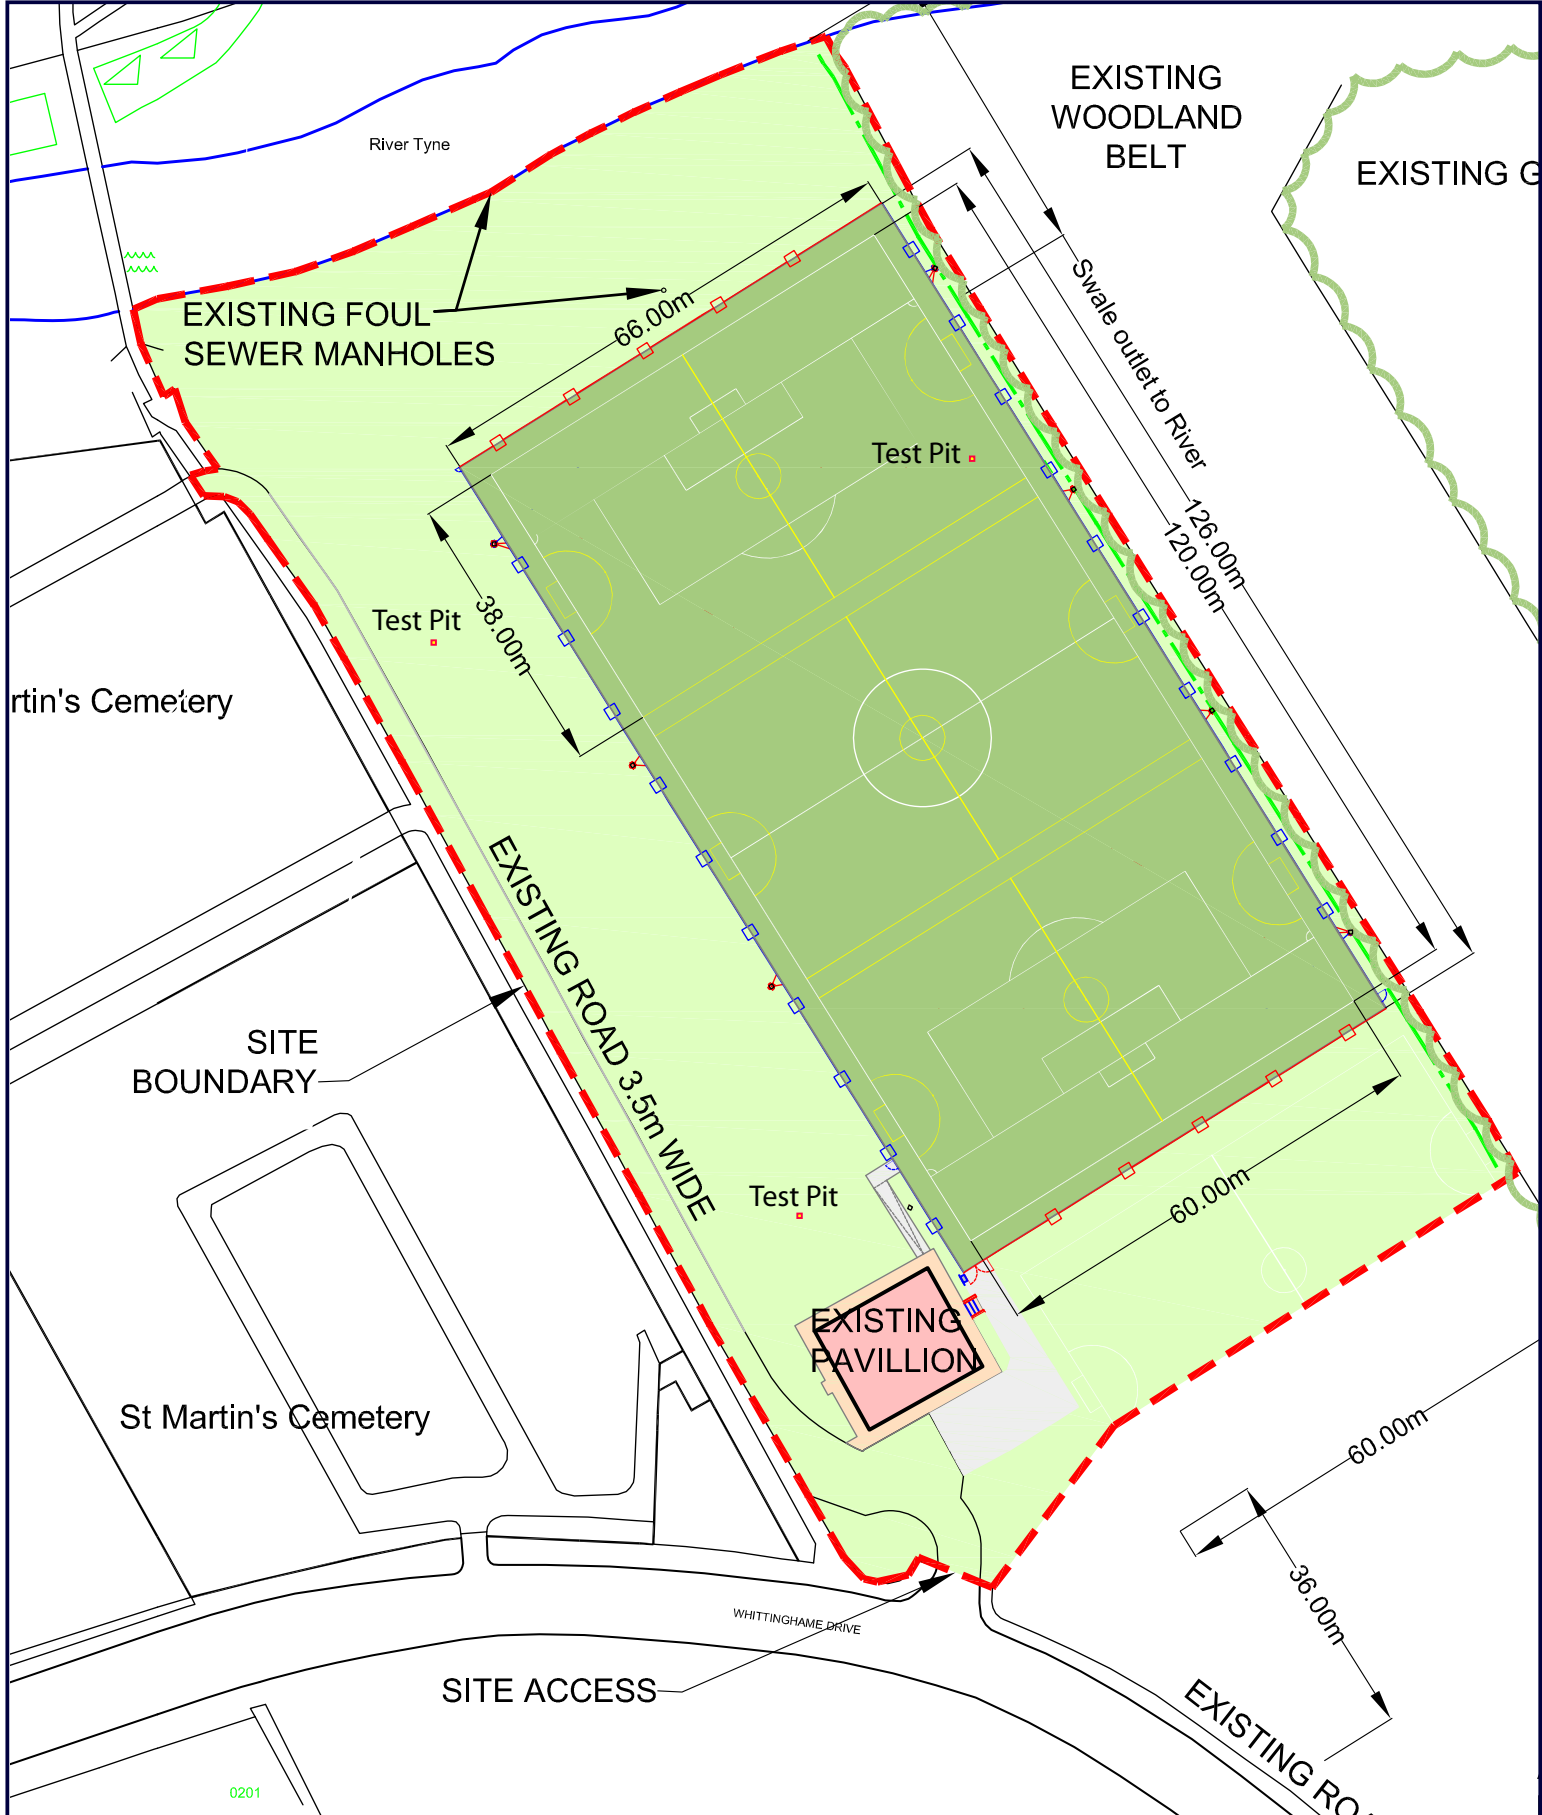 EXISTING
WOODLAND
BELT
EXISTING G
River Tyne
EXISTING FOUL
SEWER MANHOLES
66.00m
Swale outlet to River
Test Pit
126.00m
120.00m
Test Pit
38.00m
rtin's Cemetery
EXISTING ROAD 3.5m WIDE
SITE
BOUNDARY
Test Pit
60.00m
EXISTING
PAVILLION
St Martin's Cemetery
60.00m
36.00m
WHITTINGHAME DRIVE
SITE ACCESS
EXISTING RO
0201